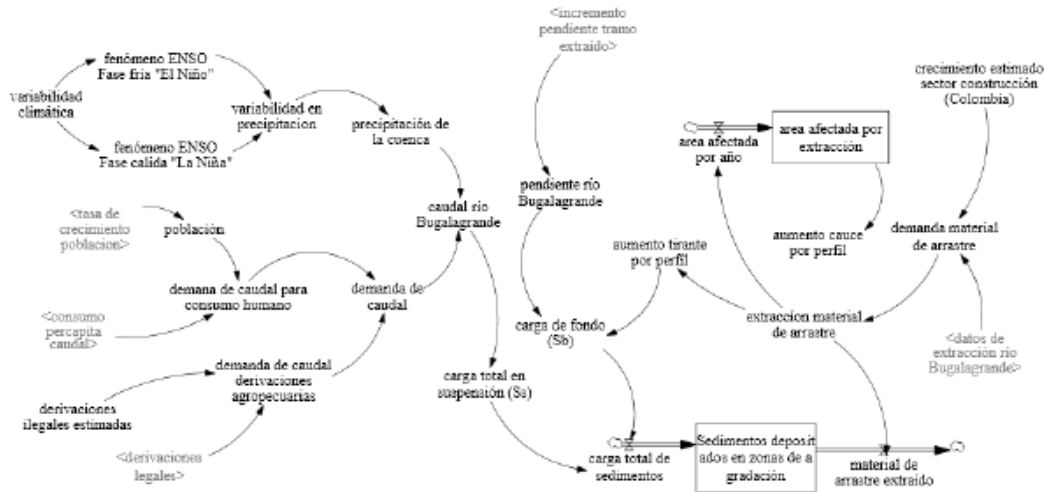 <incremento
pendiente tramo
extraido>
fenómeno ENSO
Fase fría "El Niño"
variabilidad
climática
fenómeno ENSO
Fase calida "La Niña"
variabilidad en
precipitacion
precipitación de
la cuenca
crecimiento estimado
sector construcción
(Colombia)
area afectada
por año
area afectada por
extracción
<tasa de
crecimiento
poblacion>
población
caudal río
Bugalagrande
pendiente río
Bugalagrande
aumento cauce
por perfil
demanda material
de arrastre
aumento tirante
por perfil
demana de caudal para
consumo humano
demanda de
caudal
<consumo
percapita
caudal>
carga de fondo
(Sb)
extraccion material
de arrastre
<datos de
extracción río
Bugalagrande>
demanda de caudal
derivaciones
agropecuarias
carga total en
suspensión (Ss)
derivaciones
ilegales estimadas
<derivaciones
legales>
carga total de
sedimentos
Sedimentos deposit
ados en zonas de a
gradación
material de
arrastre extraído